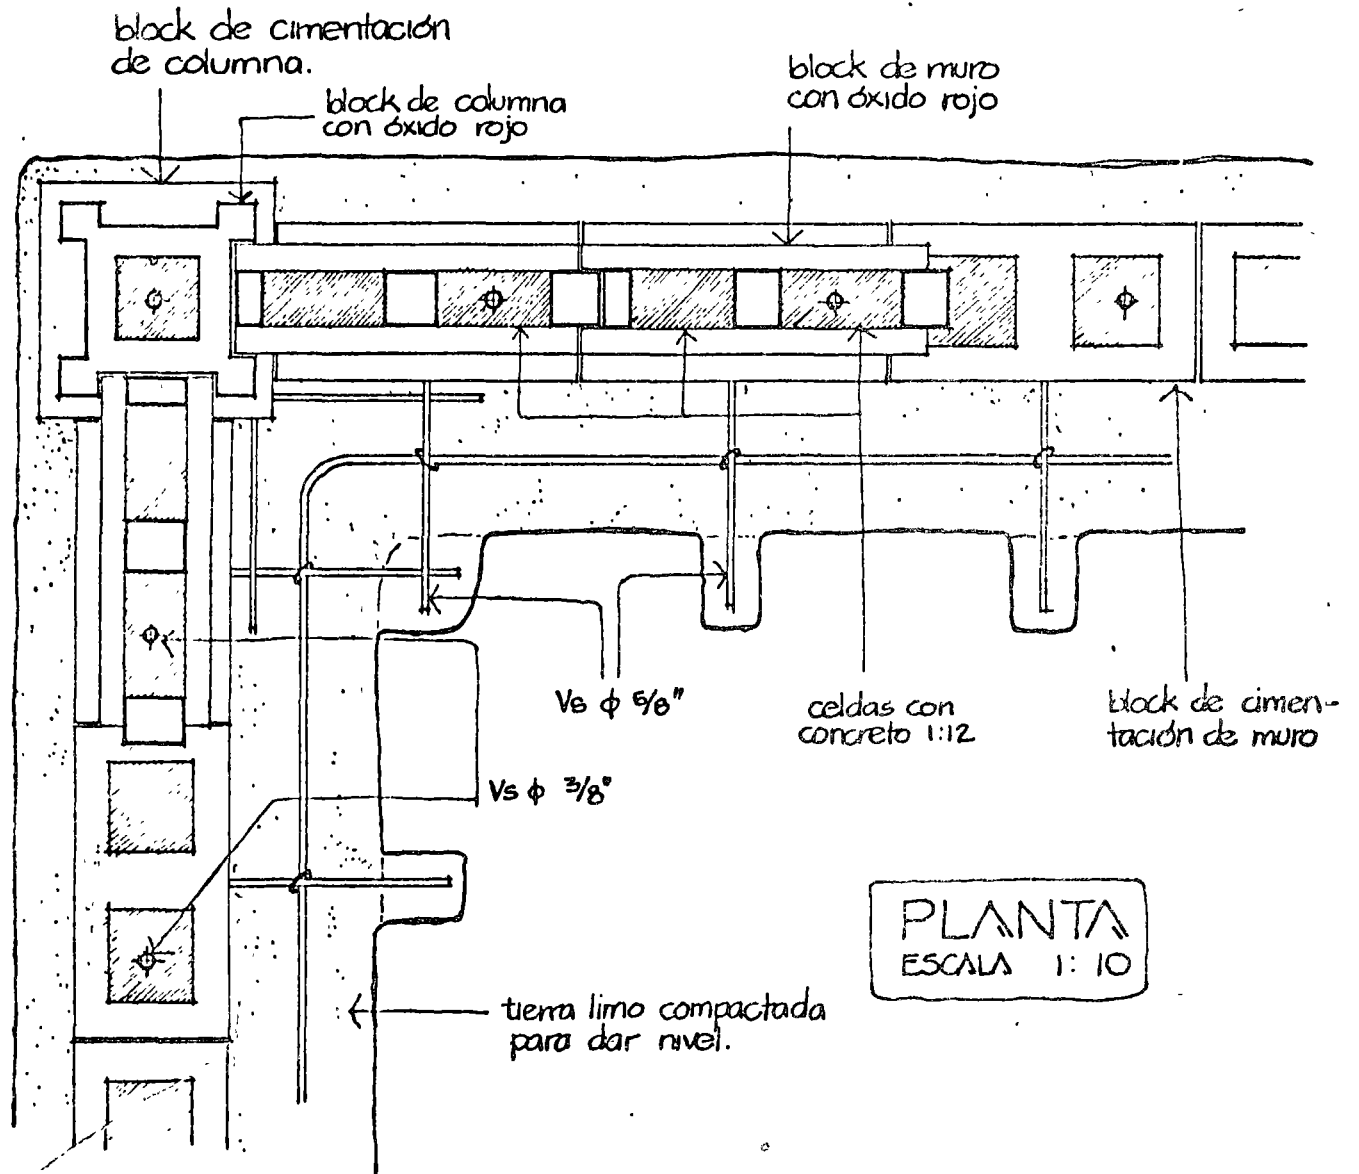 block de cimentación
de columna.
block de columna
con óxido rojo
block de muro
con óxido rojo
Vs φ 5/8"
celdas con
concreto 1:12
block de cimen-
tación de muro
Vs φ 3/8"
PLANTA
ESCALA 1:10
tierra limo compactada
para dar nivel.